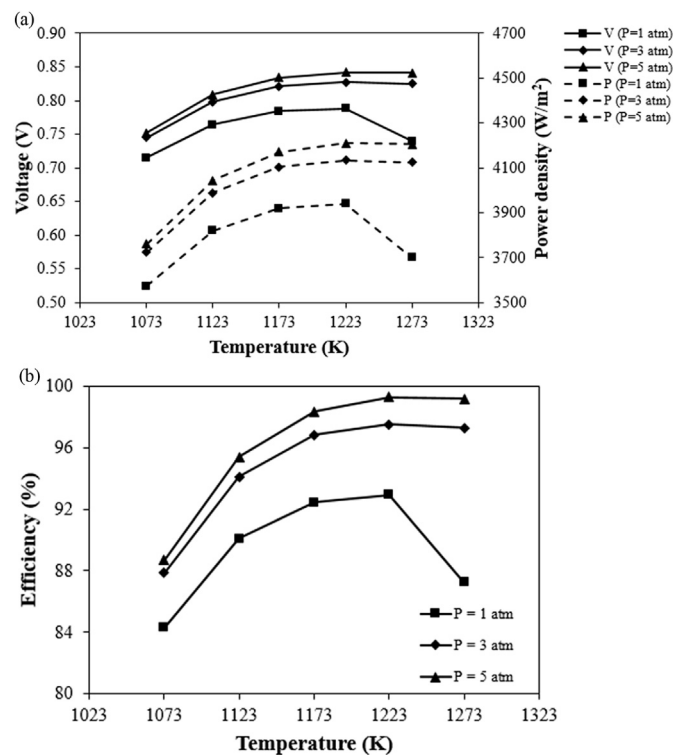 (a)
0.90
0.85
0.80
0.75
0.70
0.65
0.60
0.55
0.50
Voltage (V)
4700
4500
4300
4100
3900
3700
3500
Power density (W/m²)
1023 1073 1123 1173 1223 1273 1323
Temperature (K)
V (P=1 atm)
V (P=3 atm)
V (P=5 atm)
P (P=1 atm)
P (P=3 atm)
P (P=5 atm)
(b)
100
96
92
88
84
80
Efficiency (%)
P = 1 atm
P = 3 atm
P = 5 atm
1023 1073 1123 1173 1223 1273 1323
Temperature (K)